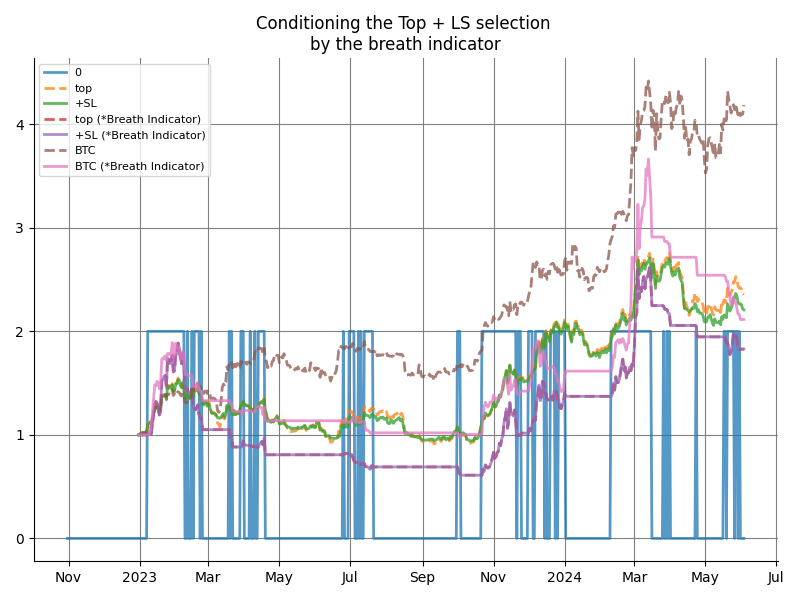 Conditioning the Top + LS selection
by the breath indicator
0
top
+SL
top (*Breath Indicator)
+SL (*Breath Indicator)
BTC
BTC (*Breath Indicator)
4
3
2
1
0
Nov 2023 Mar May Jul Sep Nov 2024 Mar May Jul